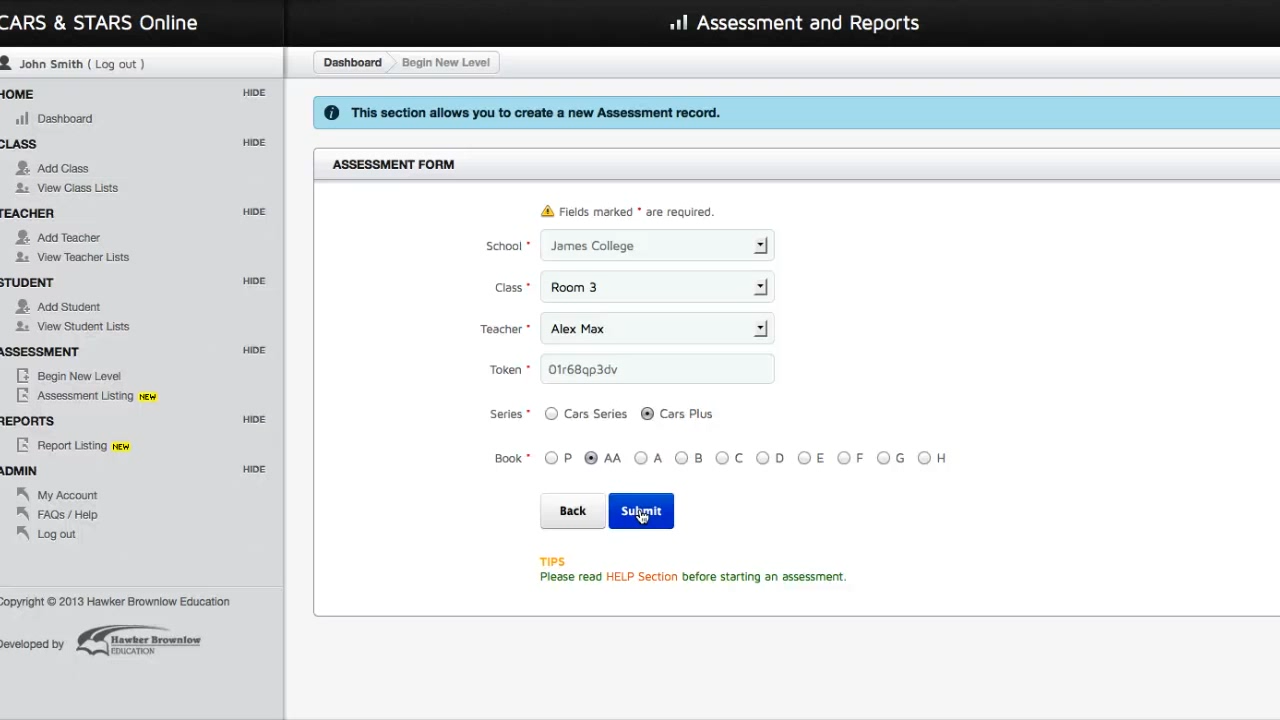 CARS & STARS Online
Assessment and Reports
John Smith ( Log out )
HOME HIDE
Dashboard
CLASS HIDE
Add Class
View Class Lists
TEACHER HIDE
Add Teacher
View Teacher Lists
STUDENT HIDE
Add Student
View Student Lists
ASSESSMENT HIDE
Begin New Level
Assessment Listing NEW
REPORTS HIDE
Report Listing NEW
ADMIN HIDE
My Account
FAQs / Help
Log out
Copyright © 2013 Hawker Brownlow Education
Developed by Hawker Brownlow
EDUCATION
Dashboard Begin New Level
This section allows you to create a new Assessment record.
ASSESSMENT FORM
Fields marked * are required.
School * James College
Class * Room 3
Teacher * Alex Max
Token * 01r68qp3dv
Series * Cars Series Cars Plus
Book * P AA A B C D E F G H
Back Submit
TIPS
Please read HELP Section before starting an assessment.